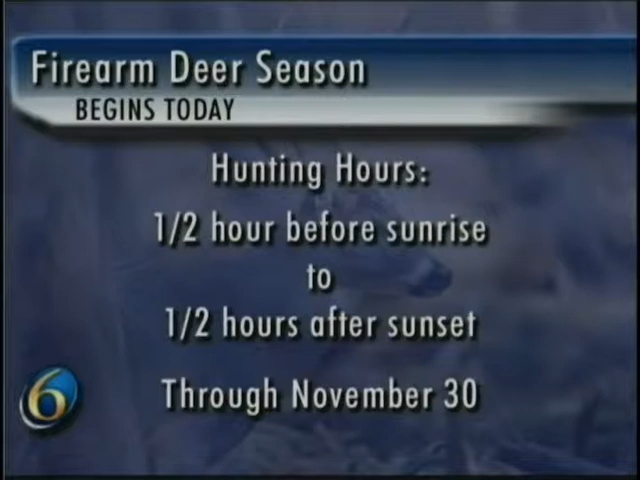 Firearm Deer Season
BEGINS TODAY
Hunting Hours:
1/2 hour before sunrise
to
1/2 hours after sunset
Through November 30
6